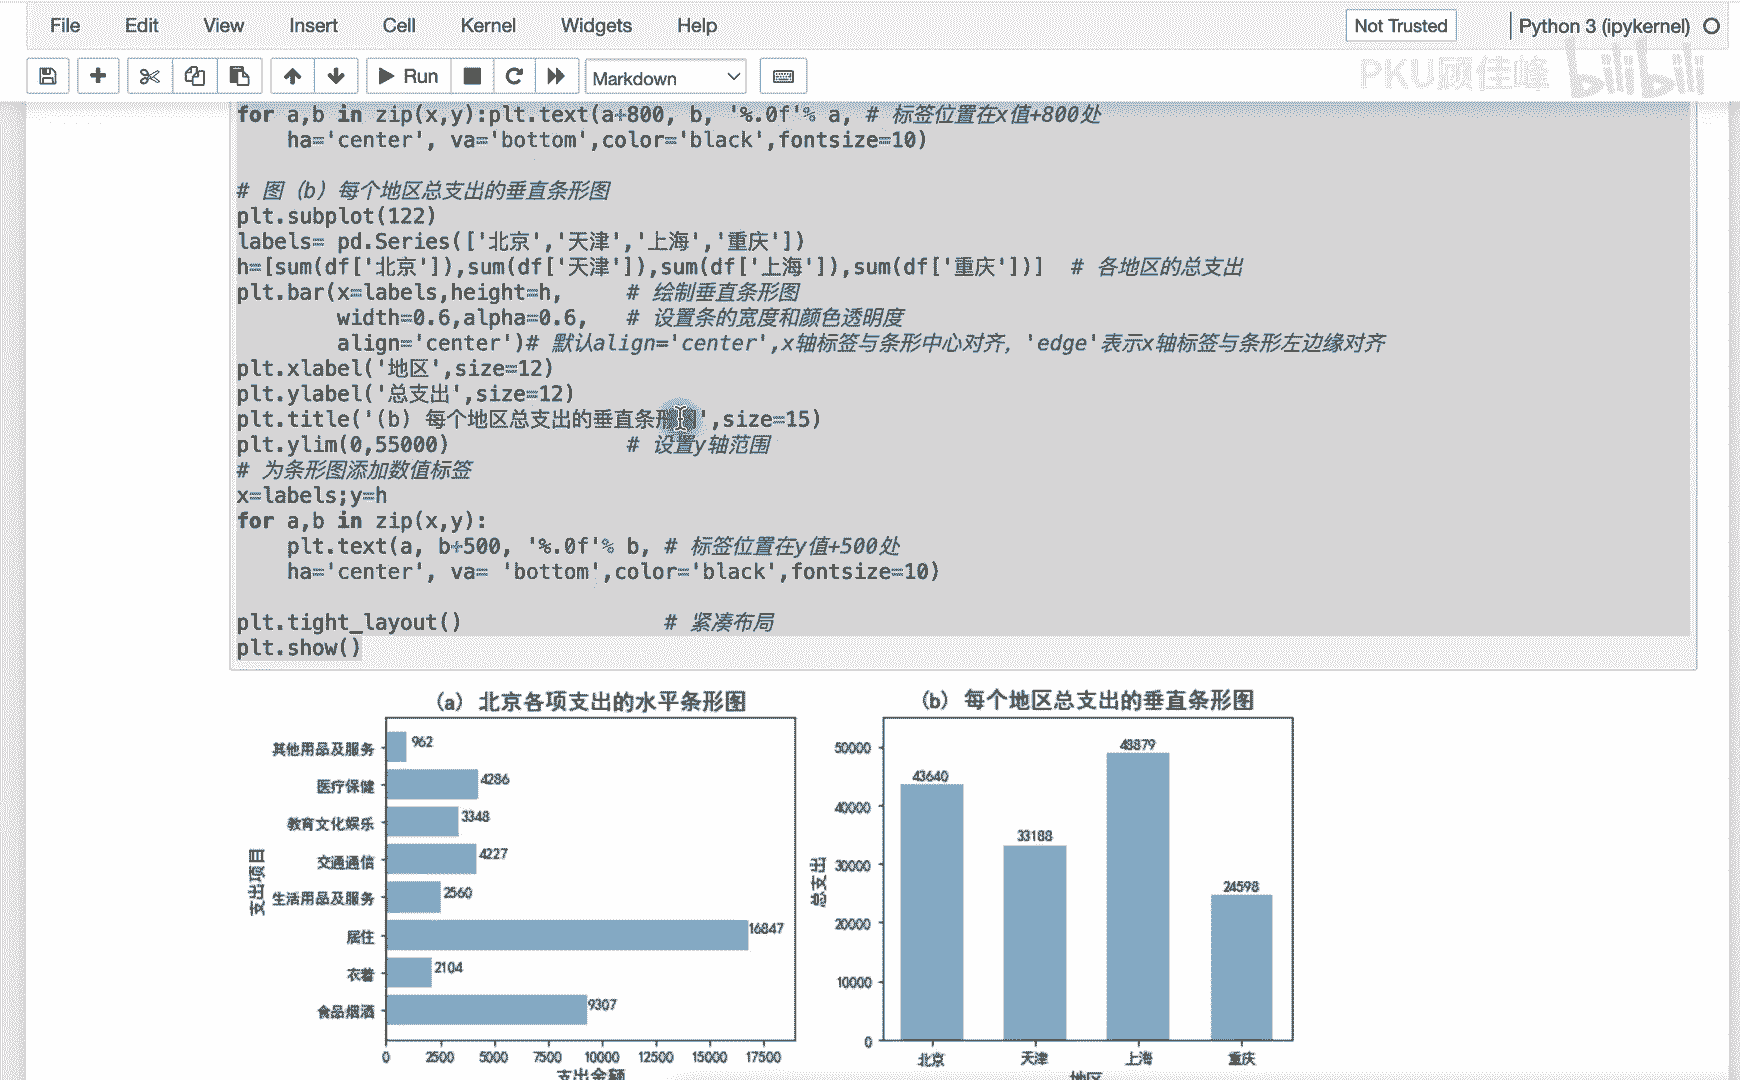 File Edit View Insert Cell Kernel Widgets Help Not Trusted Python 3 (ipykernel)
PKU顾佳峰 bilibili
Run Markdown
for a,b in zip(x,y):plt.text(a+800, b, '%.0f'% a, # 标签位置在x值+800处
ha='center', va='bottom',color='black',fontsize=10)
# 图（b）每个地区总支出的垂直条形图
plt.subplot(122)
labels= pd.Series(['北京','天津','上海','重庆'])
h=[sum(df['北京']),sum(df['天津']),sum(df['上海']),sum(df['重庆'])] # 各地区的总支出
plt.bar(x=labels,height=h, # 绘制垂直条形图
width=0.6,alpha=0.6, # 设置条的宽度和颜色透明度
align='center')# 默认align='center',x轴标签与条形中心对齐，'edge'表示x轴标签与条形左边缘对齐
plt.xlabel('地区',size=12)
plt.ylabel('总支出',size=12)
plt.title('(b) 每个地区总支出的垂直条形图',size=15)
plt.ylim(0,55000) # 设置y轴范围
# 为条形图添加数值标签
x=labels;y=h
for a,b in zip(x,y):
plt.text(a, b+500, '%.0f'% b, # 标签位置在y值+500处
ha='center', va= 'bottom',color='black',fontsize=10)
plt.tight_layout() # 紧凑布局
plt.show()
(a) 北京各项支出的水平条形图
支出项目
其他用品及服务 962
医疗保健 4286
教育文化娱乐 3348
交通通信 4227
生活用品及服务 2560
居住 16847
衣着 2104
食品烟酒 9307
0 2500 5000 7500 10000 12500 15000 17500
支出金额
(b) 每个地区总支出的垂直条形图
总支出
50000
40000
30000
20000
10000
0
43640 33188 48879 24598
北京 天津 上海 重庆
地区